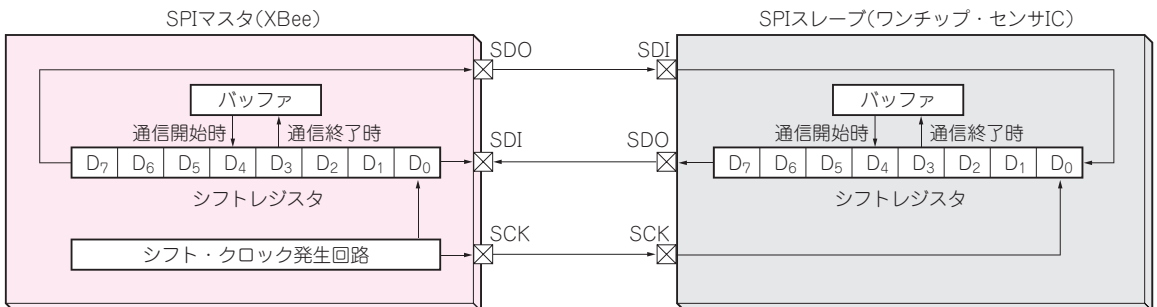 SPIマスタ(XBee)
SPIスレーブ(ワンチップ・センサIC)
SDO
SDI
バッファ
バッファ
通信開始時
通信終了時
SDI
SDO
通信開始時
通信終了時
D7 D6 D5 D4 D3 D2 D1 D0
D7 D6 D5 D4 D3 D2 D1 D0
シフトレジスタ
シフトレジスタ
シフト・クロック発生回路
SCK
SCK